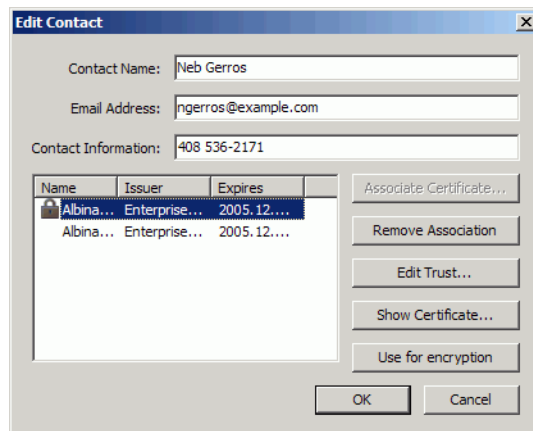 Edit Contact
Contact Name: Neb Gerros
Email Address: ngerros@example.com
Contact Information: 408 536-2171
Name Issuer Expires
Associate Certificate...
Albina... Enterprise... 2005.12....
Albina... Enterprise... 2005.12....
Remove Association
Edit Trust...
Show Certificate...
Use for encryption
OK Cancel